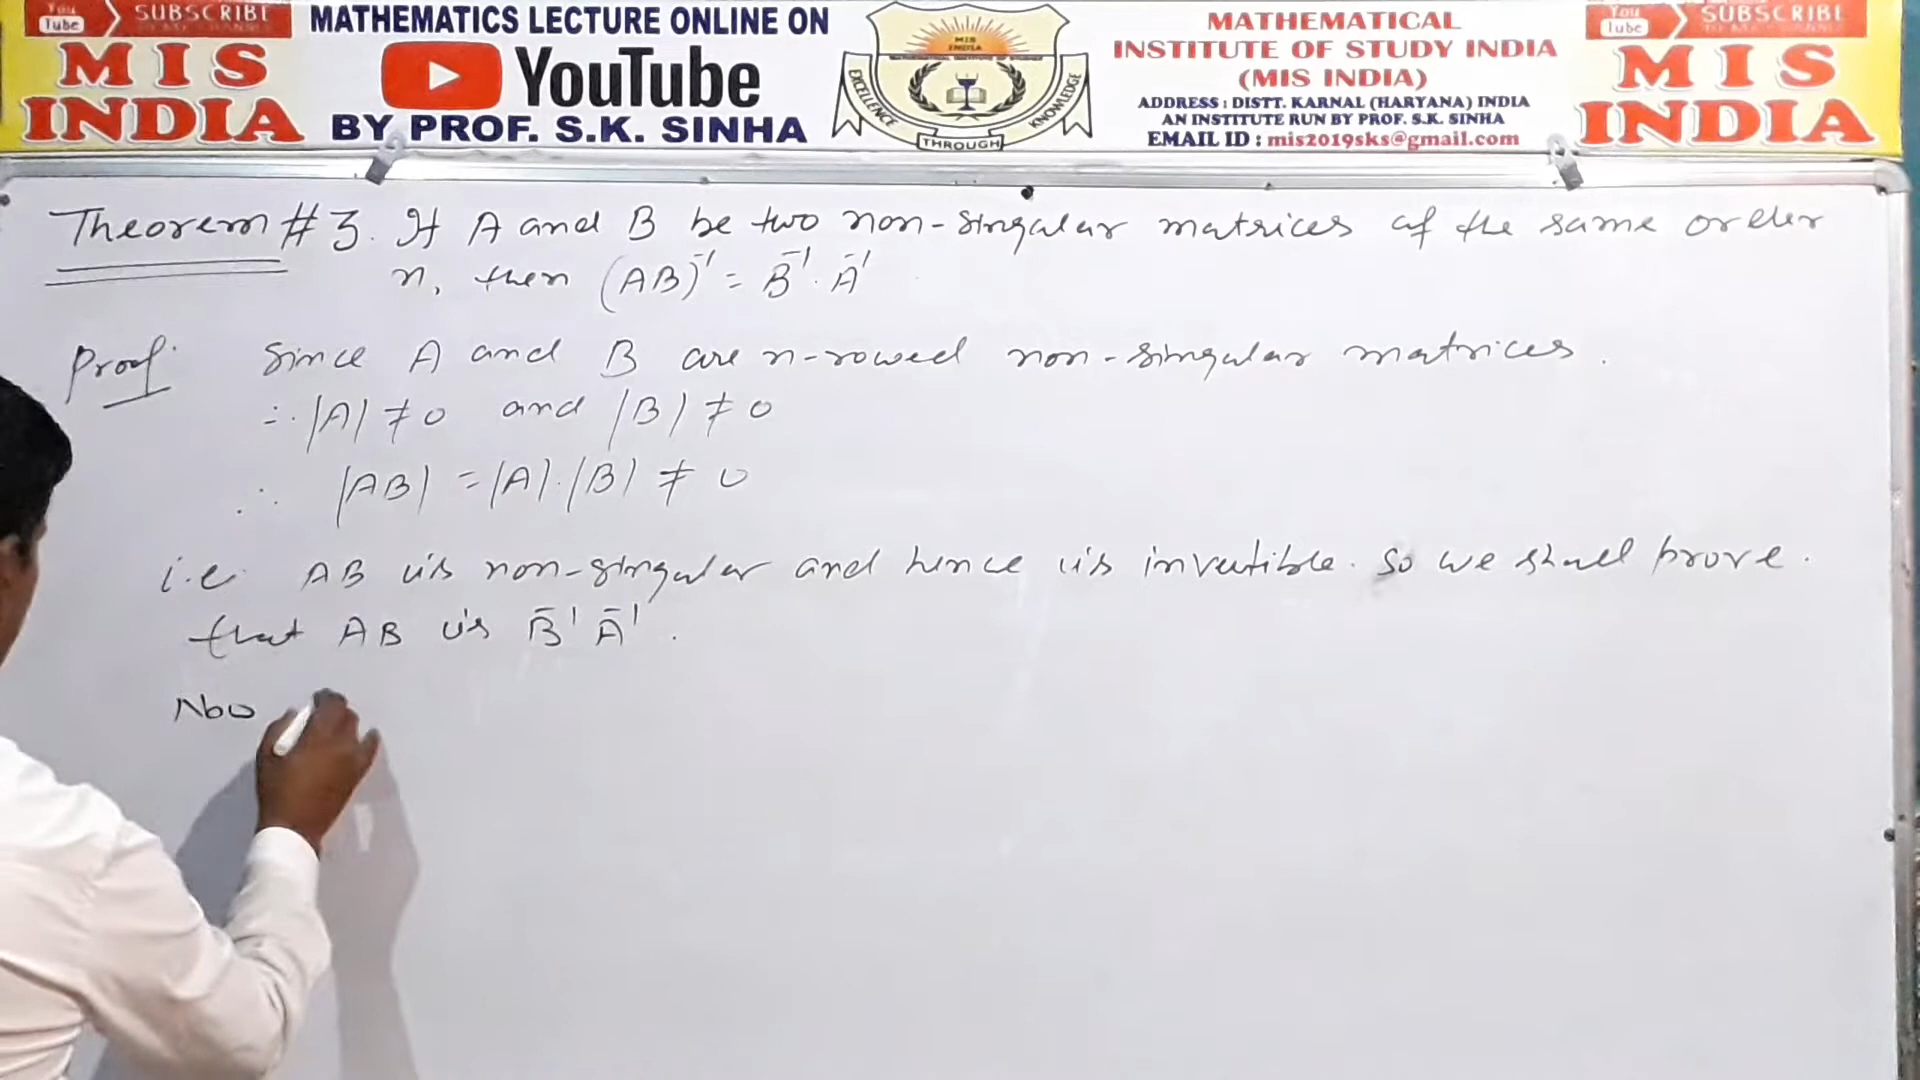 You Tube SUBSCRIBE
MIS
INDIA
MATHEMATICS LECTURE ONLINE ON
YouTube
BY PROF. S.K. SINHA
MIS
INDIA
EXCELLENCE
THROUGH
KNOWLEDGE
MATHEMATICAL
INSTITUTE OF STUDY INDIA
(MIS INDIA)
ADDRESS : DISTT. KARNAL (HARYANA) INDIA
AN INSTITUTE RUN BY PROF. S.K. SINHA
EMAIL ID : mis2019sks@gmail.com
You Tube SUBSCRIBE
MIS
INDIA
Theorem #3. If A and B be two non-singular matrices of the same order
n, then (AB)⁻¹ = B⁻¹. A⁻¹
Proof: Since A and B are n-rowed non-singular matrices.
∴ |A| ≠ 0 and |B| ≠ 0
∴ |AB| = |A|.|B| ≠ 0
i.e. AB is non-singular and hence is invertible. So we shall prove.
that AB is B⁻¹ A⁻¹.
Now